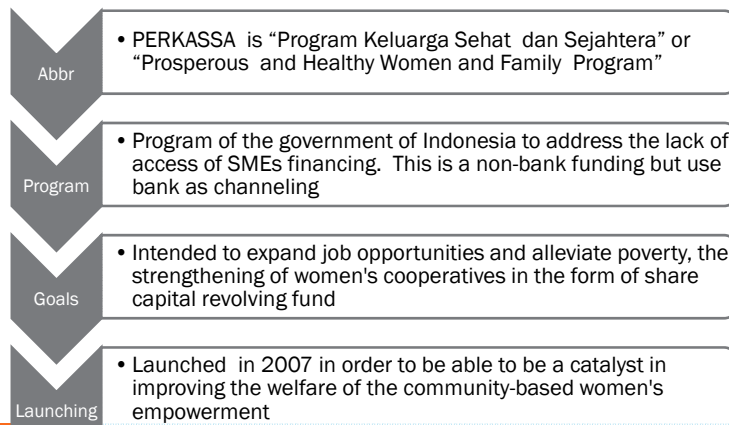 Abbr
• PERKASSA is “Program Keluarga Sehat dan Sejahtera” or
“Prosperous and Healthy Women and Family Program”
Program
• Program of the government of Indonesia to address the lack of
access of SMEs financing. This is a non-bank funding but use
bank as channeling
Goals
• Intended to expand job opportunities and alleviate poverty, the
strengthening of women's cooperatives in the form of share
capital revolving fund
Launching
• Launched in 2007 in order to be able to be a catalyst in
improving the welfare of the community-based women's
empowerment